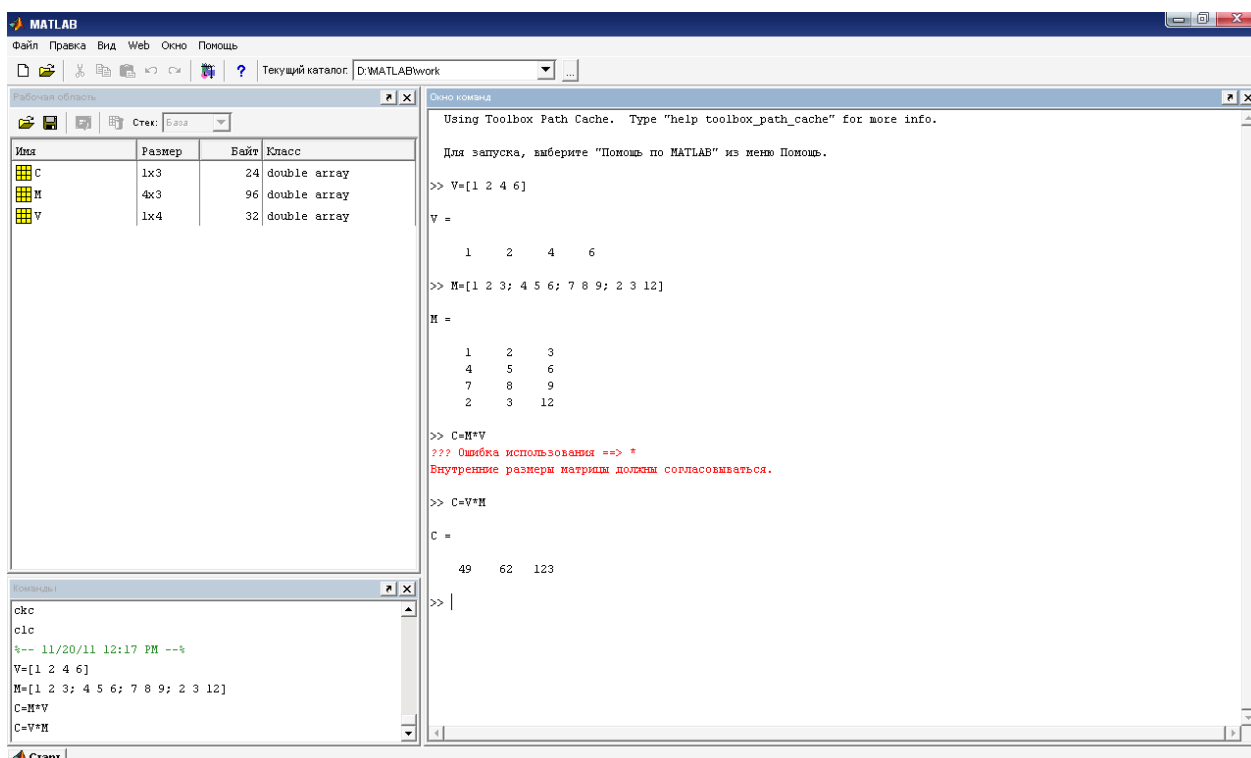 MATLAB
Файл Правка Вид Web Окно Помощь
Текущий каталог: D:\MATLAB\work
Рабочая область
Стек: База
Имя Размер Байт Класс
C 1x3 24 double array
M 4x3 96 double array
V 1x4 32 double array
Команды
ckc
clc
%-- 11/20/11 12:17 PM --%
V=[1 2 4 6]
M=[1 2 3; 4 5 6; 7 8 9; 2 3 12]
C=M*V
C=V*M
Окно команд
Using Toolbox Path Cache. Type "help toolbox_path_cache" for more info.
Для запуска, выберите "Помощь по MATLAB" из меню Помощь.
>> V=[1 2 4 6]
V =
1 2 4 6
>> M=[1 2 3; 4 5 6; 7 8 9; 2 3 12]
M =
1 2 3
4 5 6
7 8 9
2 3 12
>> C=M*V
??? Ошибка использования ==> *
Внутренние размеры матрицы должны согласовываться.
>> C=V*M
C =
49 62 123
>>
Старт